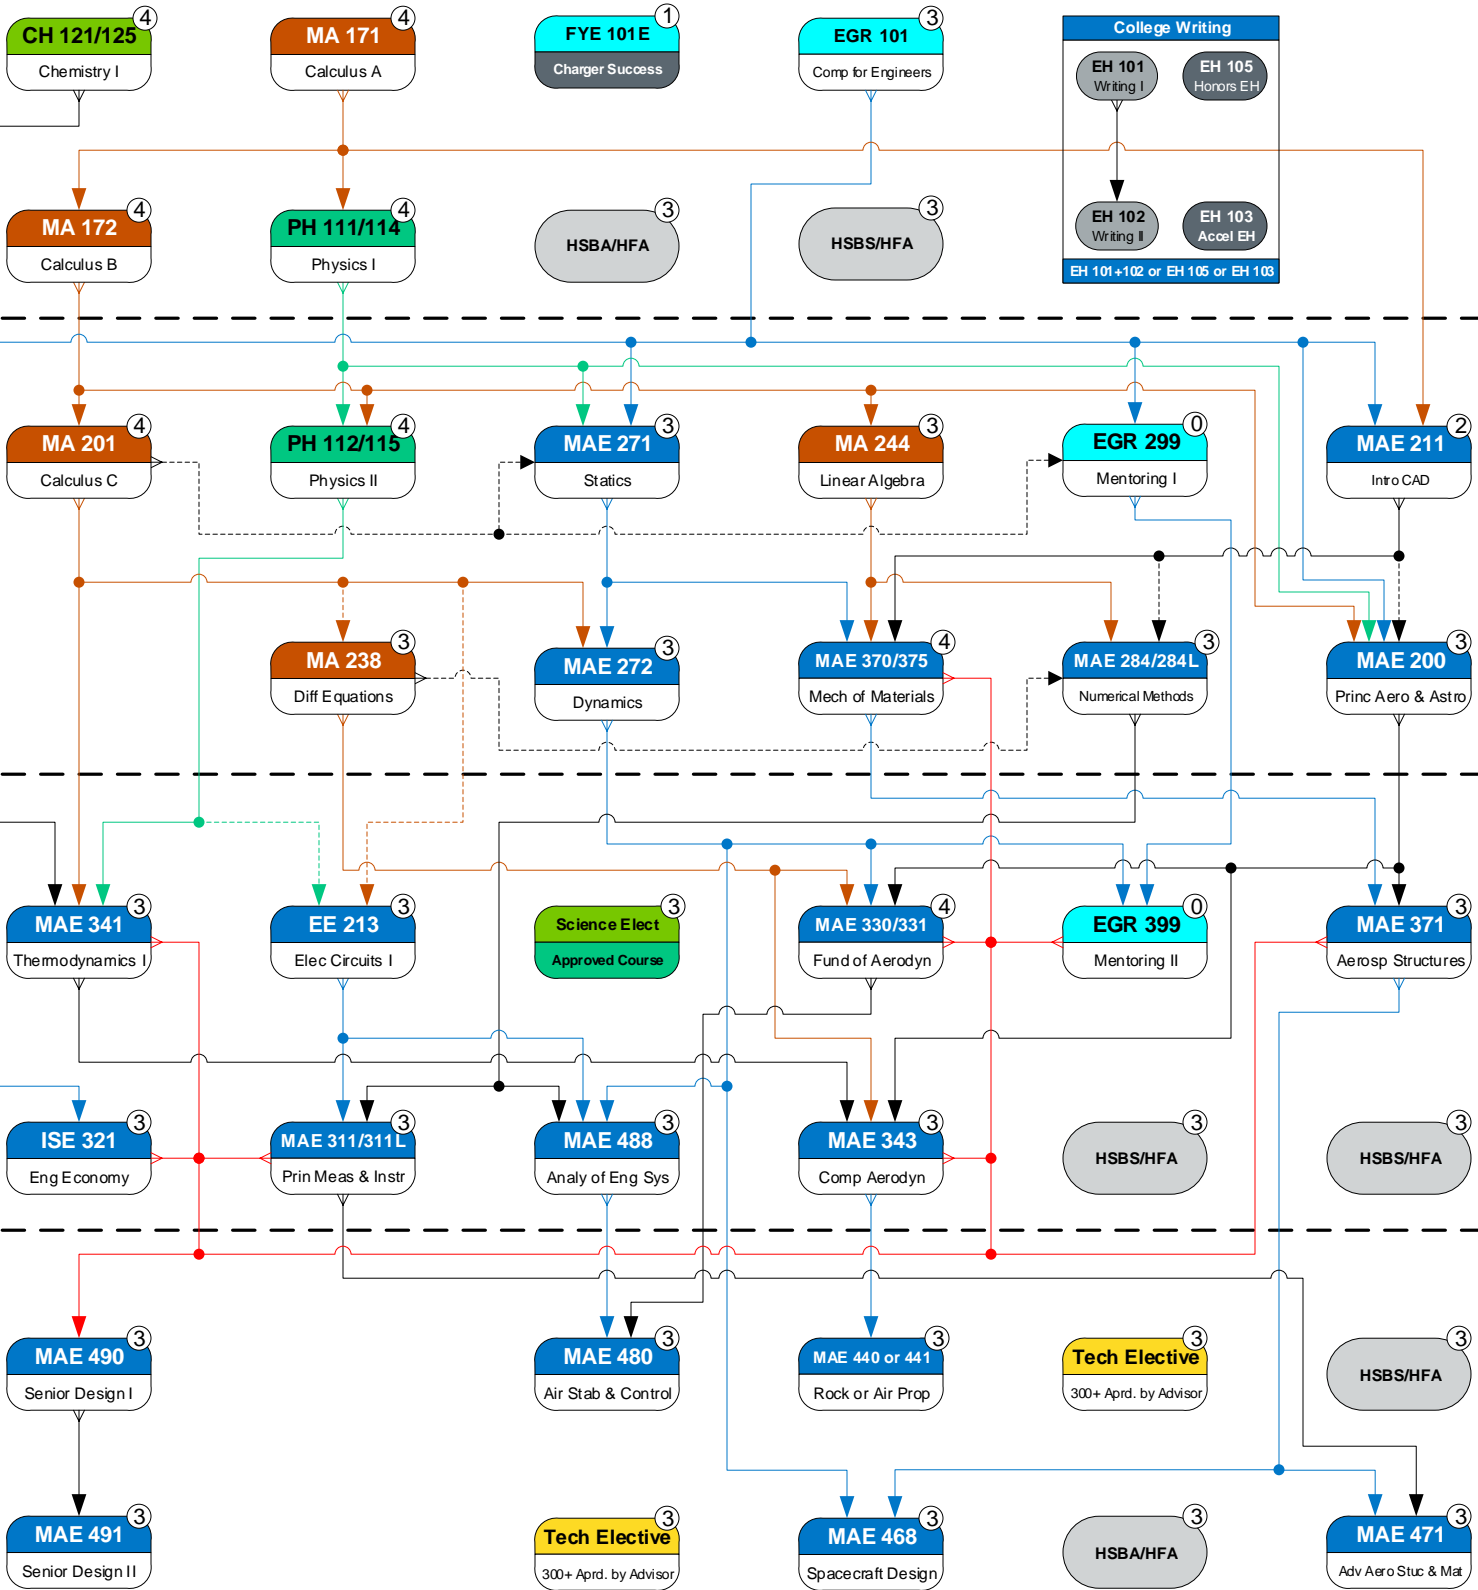 4
CH 121/125
Chemistry I
4
MA 171
Calculus A
1
FYE 101E
Charger Success
3
EGR 101
Comp for Engineers
College Writing
EH 101
Writing I
EH 105
Honors EH
EH 102
Writing II
EH 103
Accel EH
EH 101+102 or EH 105 or EH 103
4
MA 172
Calculus B
4
PH 111/114
Physics I
3
HSBA/HFA
3
HSBS/HFA
4
MA 201
Calculus C
4
PH 112/115
Physics II
3
MAE 271
Statics
3
MA 244
Linear Algebra
0
EGR 299
Mentoring I
2
MAE 211
Intro CAD
3
MA 238
Diff Equations
3
MAE 272
Dynamics
4
MAE 370/375
Mech of Materials
3
MAE 284/284L
Numerical Methods
3
MAE 200
Princ Aero & Astro
3
MAE 341
Thermodynamics I
3
EE 213
Elec Circuits I
3
Science Elect
Approved Course
4
MAE 330/331
Fund of Aerodyn
0
EGR 399
Mentoring II
3
MAE 371
Aerosp Structures
3
ISE 321
Eng Economy
3
MAE 311/311L
Prin Meas & Instr
3
MAE 488
Analy of Eng Sys
3
MAE 343
Comp Aerodyn
3
HSBS/HFA
3
HSBS/HFA
3
MAE 490
Senior Design I
3
MAE 480
Air Stab & Control
3
MAE 440 or 441
Rock or Air Prop
3
Tech Elective
300+ Aprd. by Advisor
3
HSBS/HFA
3
MAE 491
Senior Design II
3
Tech Elective
300+ Aprd. by Advisor
3
MAE 468
Spacecraft Design
3
HSBA/HFA
3
MAE 471
Adv Aero Stuc & Mat